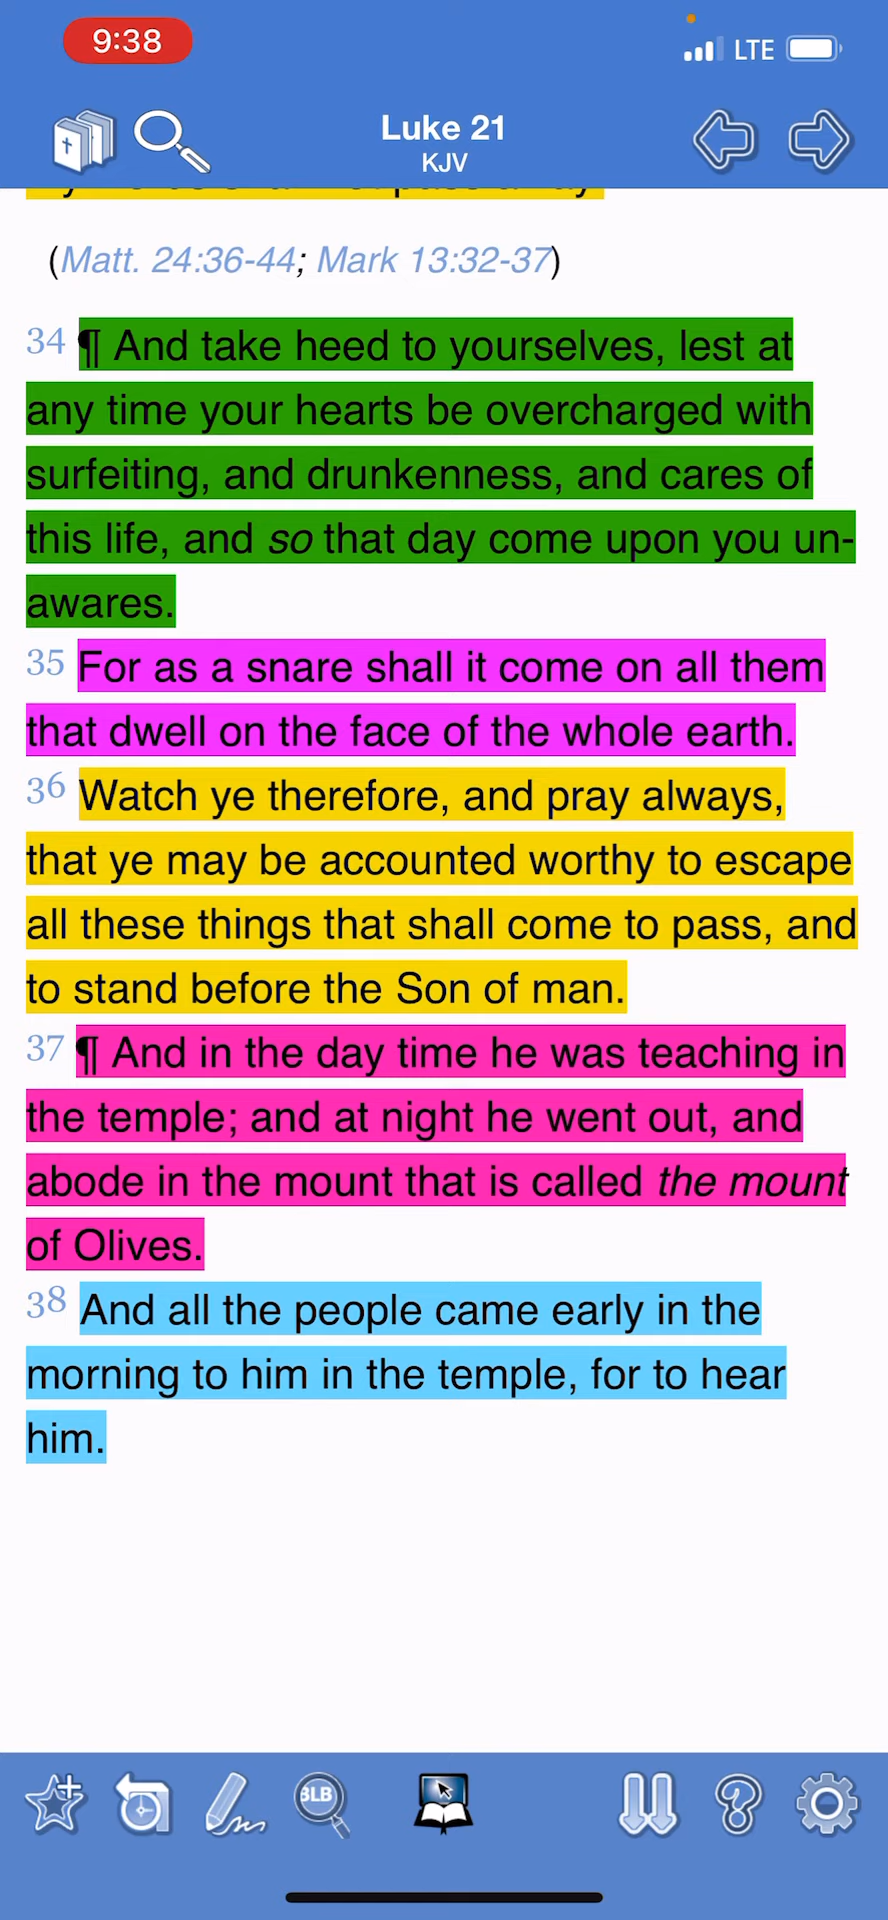 9:38
LTE
Luke 21
KJV
(Matt. 24:36-44; Mark 13:32-37)
34 ¶ And take heed to yourselves, lest at
any time your hearts be overcharged with
surfeiting, and drunkenness, and cares of
this life, and so that day come upon you un-
awares.
35 For as a snare shall it come on all them
that dwell on the face of the whole earth.
36 Watch ye therefore, and pray always,
that ye may be accounted worthy to escape
all these things that shall come to pass, and
to stand before the Son of man.
37 ¶ And in the day time he was teaching in
the temple; and at night he went out, and
abode in the mount that is called the mount
of Olives.
38 And all the people came early in the
morning to him in the temple, for to hear
him.
BLB